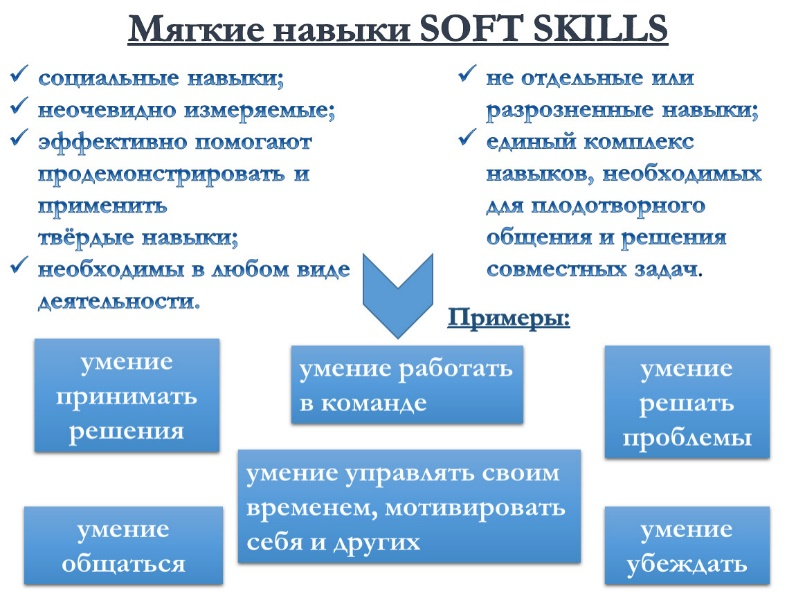 Мягкие навыки SOFT SKILLS
социальные навыки;
неочевидно измеряемые;
эффективно помогают
продемонстрировать и
применить
твёрдые навыки;
необходимы в любом виде
деятельности.
не отдельные или
разрозненные навыки;
единый комплекс
навыков, необходимых
для плодотворного
общения и решения
совместных задач.
Примеры:
умение
принимать
решения
умение работать
в команде
умение
решать
проблемы
умение управлять своим
временем, мотивировать
себя и других
умение
общаться
умение
убеждать